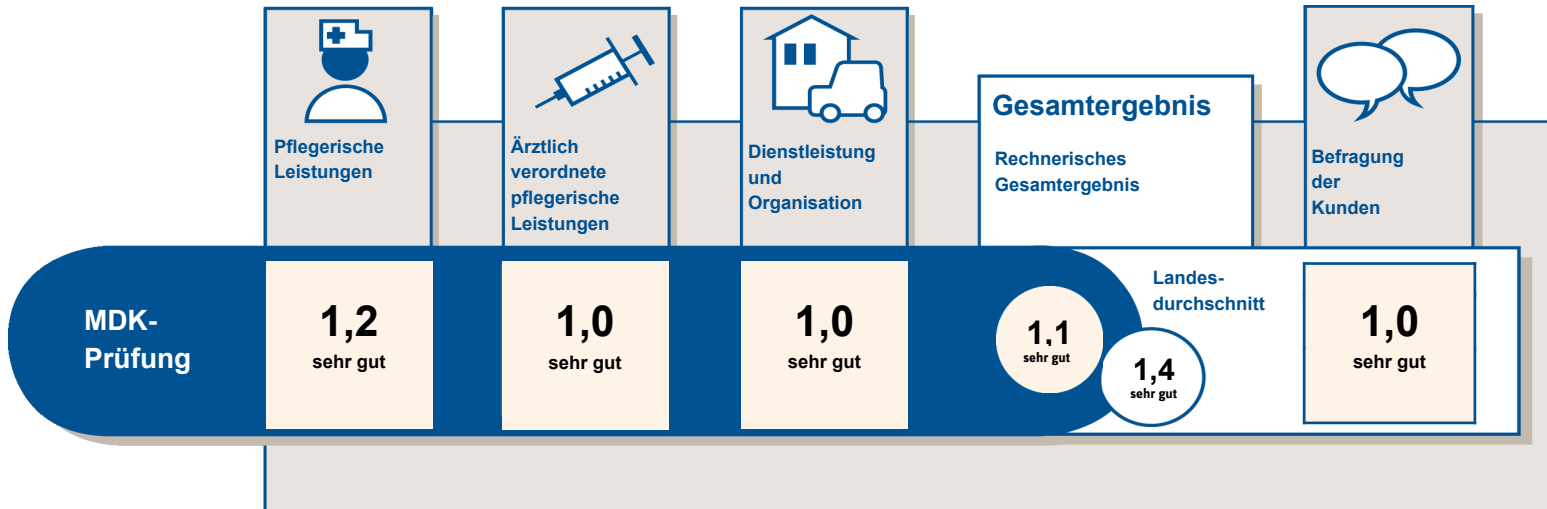 Pflegerische
Leistungen
Ärztlich
verordnete
pflegerische
Leistungen
Dienstleistung
und
Organisation
Gesamtergebnis
Rechnerisches
Gesamtergebnis
Befragung
der
Kunden
MDK-
Prüfung
1,2
sehr gut
1,0
sehr gut
1,0
sehr gut
1,1
sehr gut
Landes-
durchschnitt
1,4
sehr gut
1,0
sehr gut